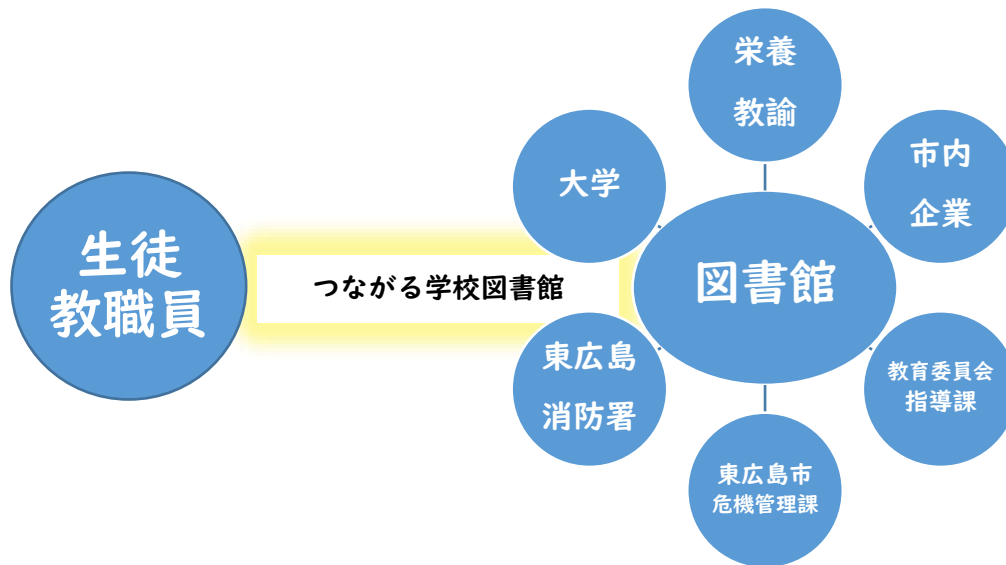 生徒
教職員
つながる学校図書館
図書館
栄養
教諭
市内
企業
教育委員会
指導課
東広島市
危機管理課
東広島
消防署
大学